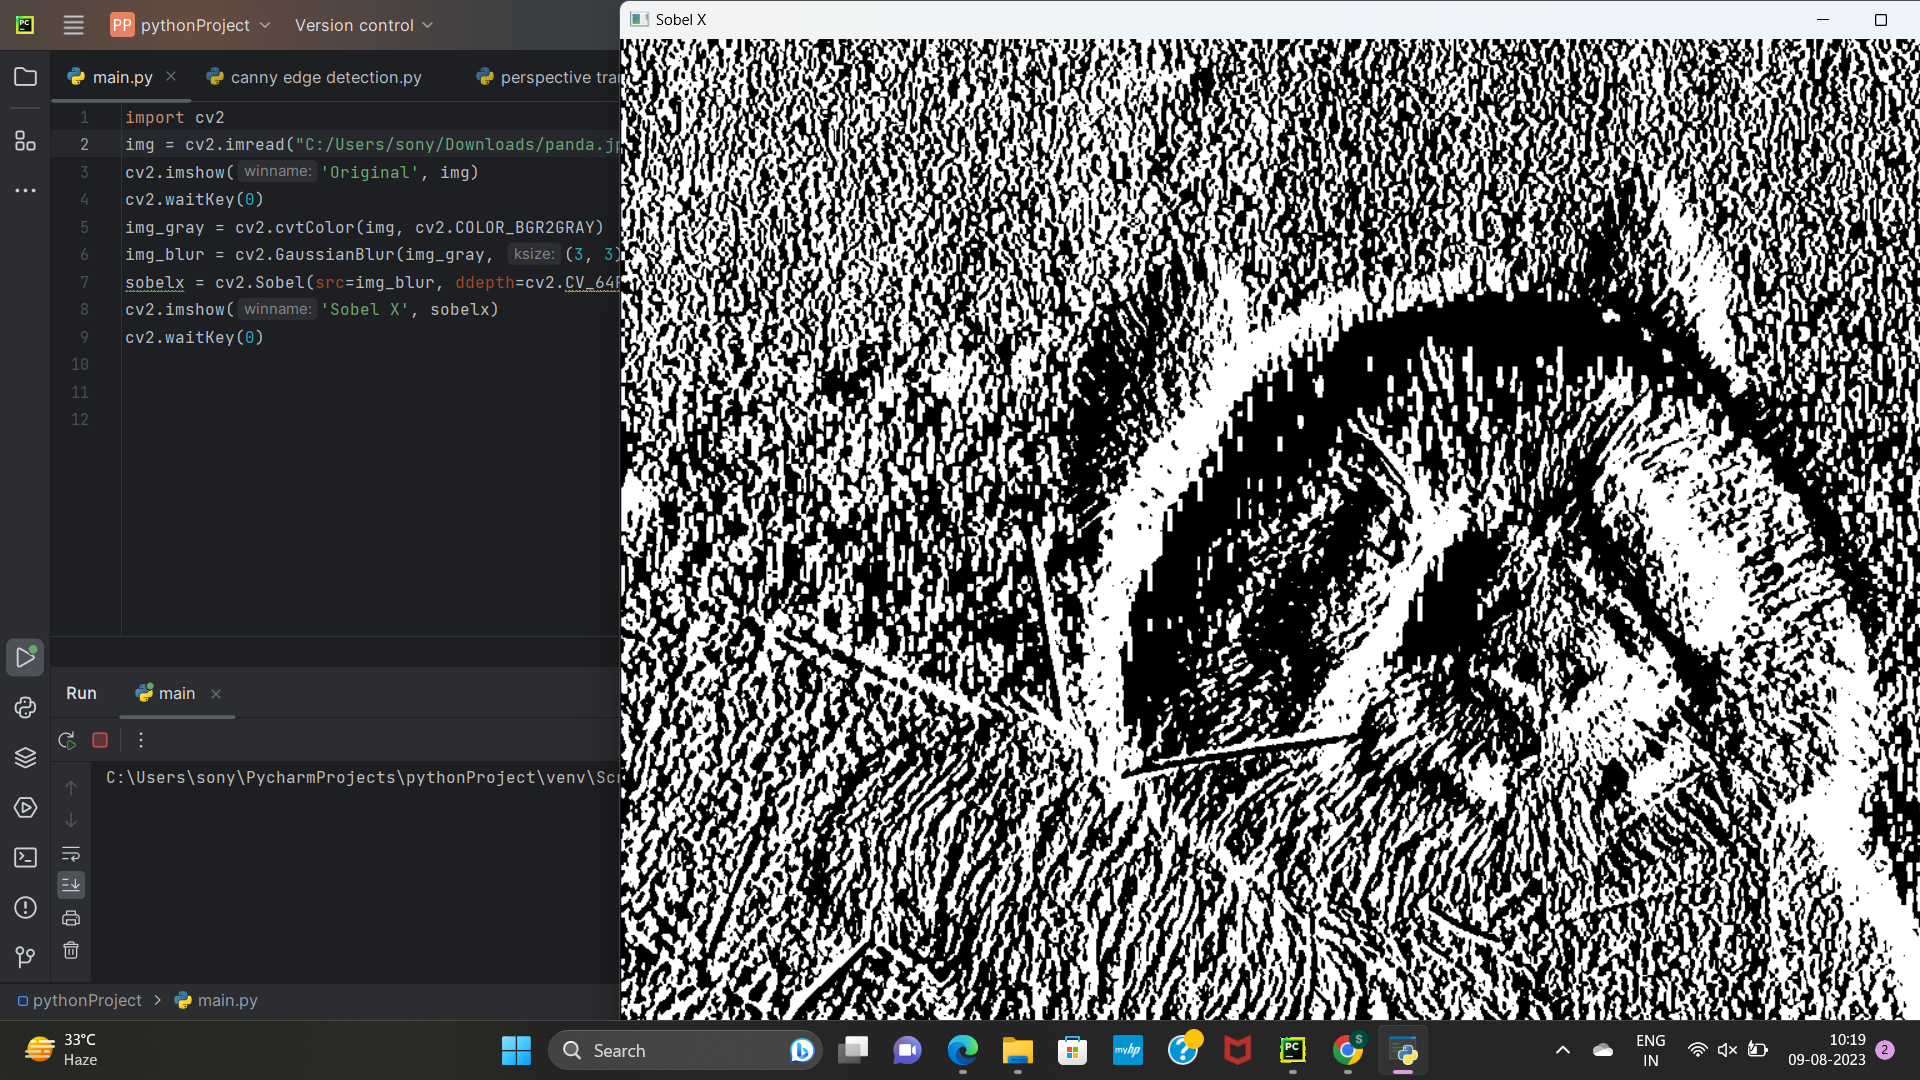 PP pythonProject Version control
Sobel X
main.py canny edge detection.py perspective tra
1 import cv2
2 img = cv2.imread("C:/Users/sony/Downloads/panda.jp
3 cv2.imshow( winname: 'Original', img)
4 cv2.waitKey(0)
5 img_gray = cv2.cvtColor(img, cv2.COLOR_BGR2GRAY)
6 img_blur = cv2.GaussianBlur(img_gray, ksize: (3, 3)
7 sobelx = cv2.Sobel(src=img_blur, ddepth=cv2.CV_64F
8 cv2.imshow( winname: 'Sobel X', sobelx)
9 cv2.waitKey(0)
10
11
12
Run main
C:\Users\sony\PycharmProjects\pythonProject\venv\Scr
pythonProject > main.py
33°C
Haze
Search
PC
myhp
S
ENG
IN
10:19
09-08-2023
2